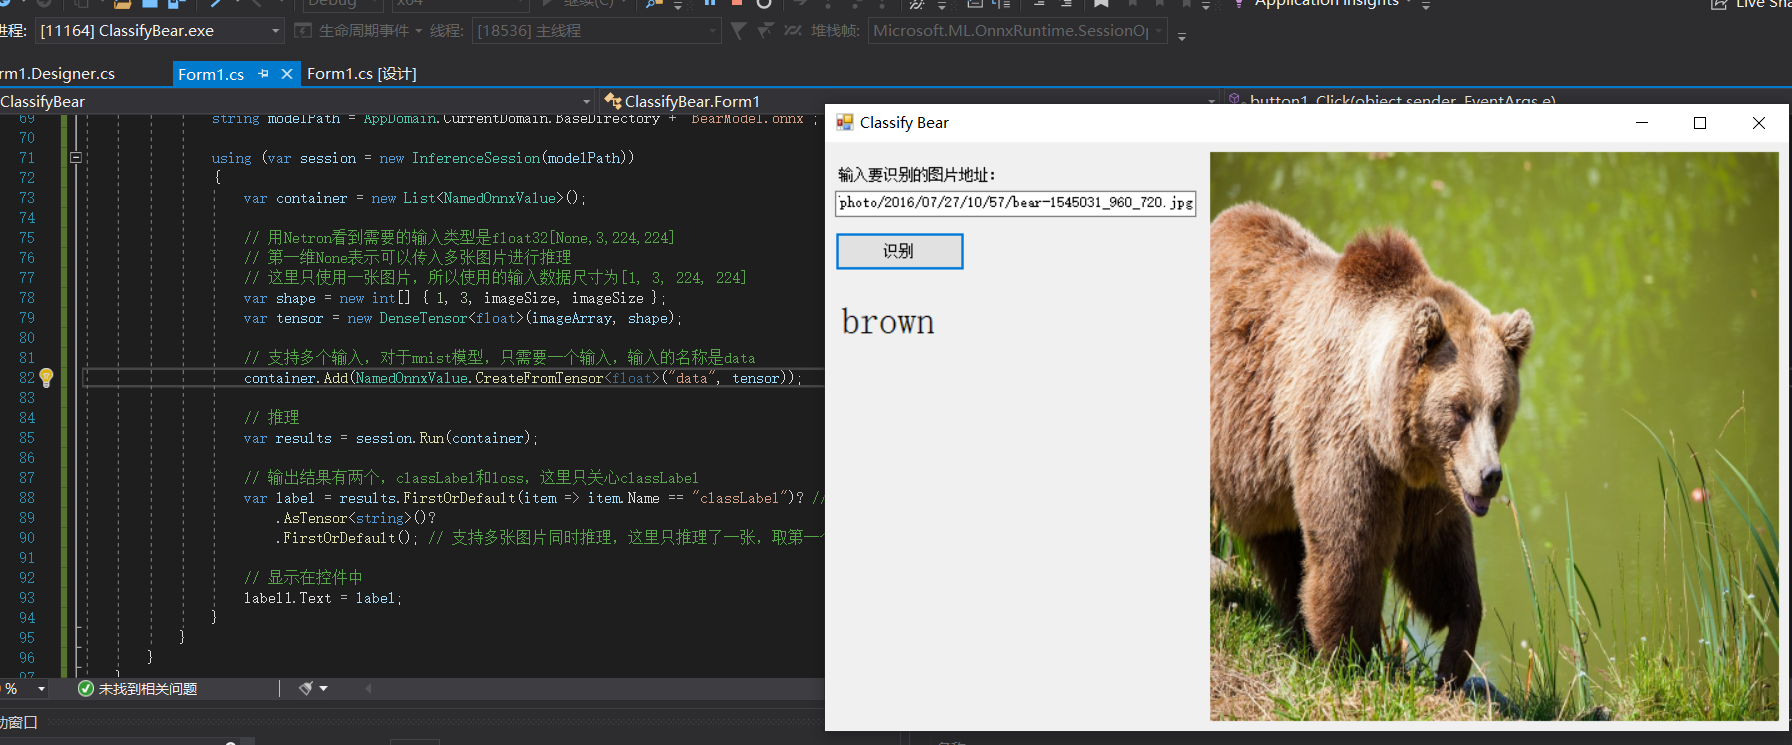 Debug
x64
继续(C)
Application Insights
Live Sha
进程:
[11164] ClassifyBear.exe
生命周期事件
线程:
[18536] 主线程
堆栈帧:
Microsoft.ML.OnnxRuntime.SessionOp
rm1.Designer.cs
Form1.cs
Form1.cs [设计]
ClassifyBear
ClassifyBear.Form1
button1_Click(object sender, EventArgs e)
69 string modelPath = AppDomain.CurrentDomain.BaseDirectory + "BearModel.onnx";
70
71 using (var session = new InferenceSession(modelPath))
72 {
73 var container = new List<NamedOnnxValue>();
74
75 // 用Netron看到需要的输入类型是float32[None,3,224,224]
76 // 第一维None表示可以传入多张图片进行推理
77 // 这里只使用一张图片，所以使用的输入数据尺寸为[1, 3, 224, 224]
78 var shape = new int[] { 1, 3, imageSize, imageSize };
79 var tensor = new DenseTensor<float>(imageArray, shape);
80
81 // 支持多个输入，对于mnist模型，只需要一个输入，输入的名称是data
82 container.Add(NamedOnnxValue.CreateFromTensor<float>("data", tensor));
83
84 // 推理
85 var results = session.Run(container);
86
87 // 输出结果有两个，classLabel和loss，这里只关心classLabel
88 var label = results.FirstOrDefault(item => item.Name == "classLabel")? //
89 .AsTensor<string>()?
90 .FirstOrDefault(); // 支持多张图片同时推理，这里只推理了一张，取第一个
91
92 // 显示在控件中
93 label1.Text = label;
94 }
95 }
96 }
97 }
%
未找到相关问题
动窗口
名称
Classify Bear
输入要识别的图片地址:
photo/2016/07/27/10/57/bear-1545031_960_720.jpg
识别
brown